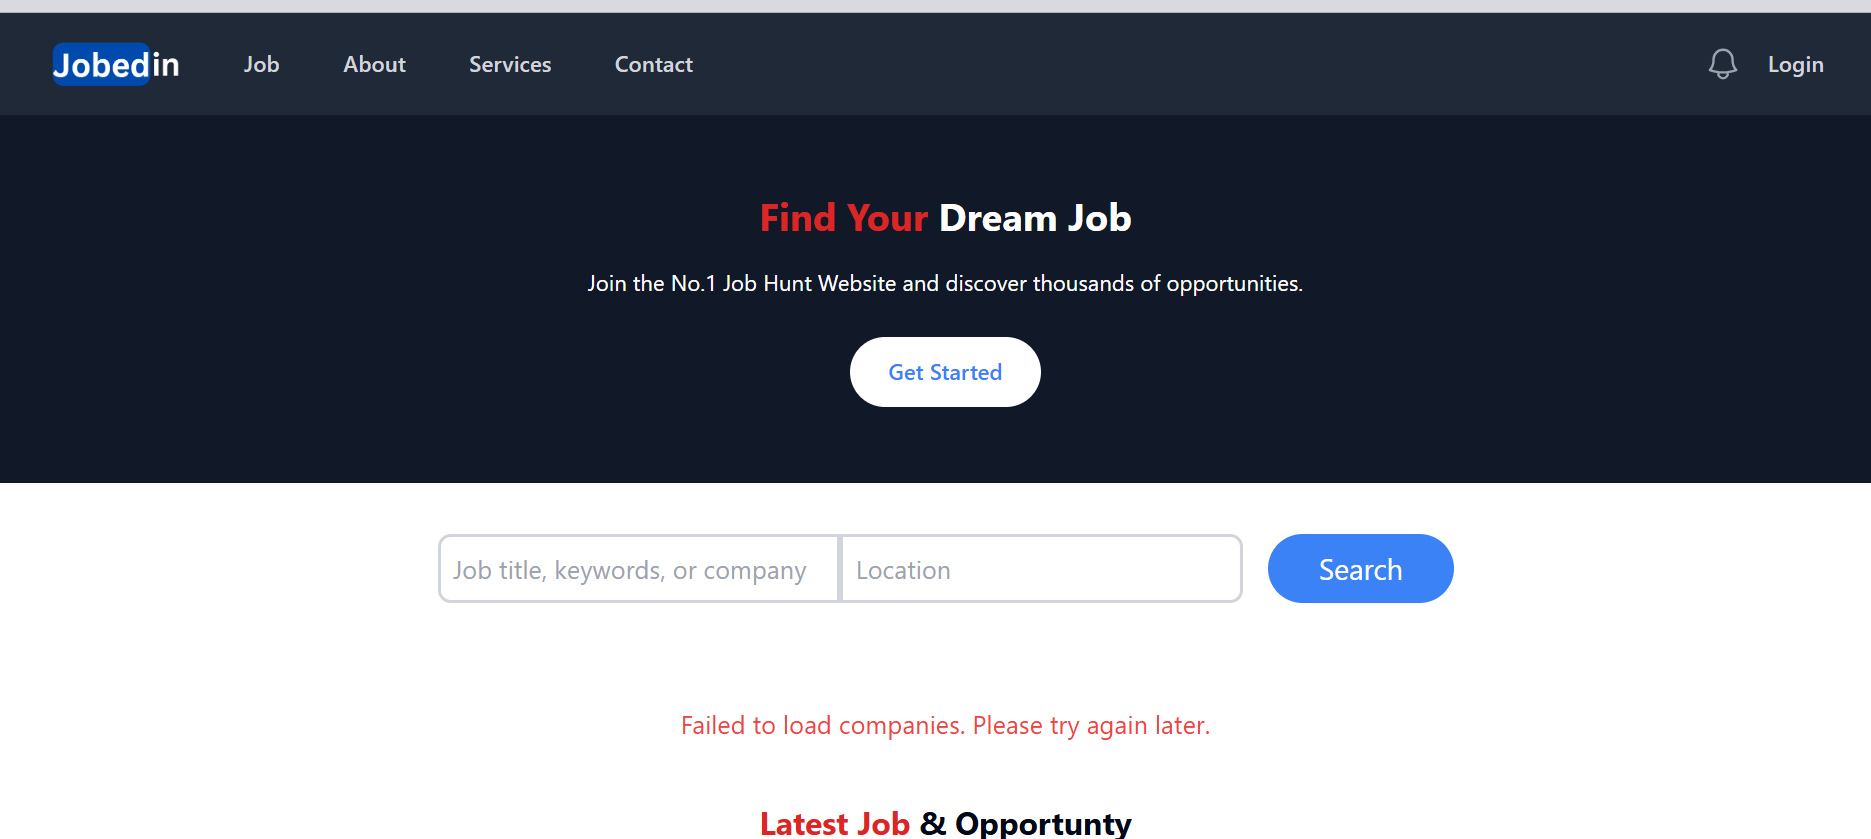 Jobedin Job About Services Contact Login
Find Your Dream Job
Join the No.1 Job Hunt Website and discover thousands of opportunities.
Get Started
Job title, keywords, or company Location Search
Failed to load companies. Please try again later.
Latest Job & Opportunty